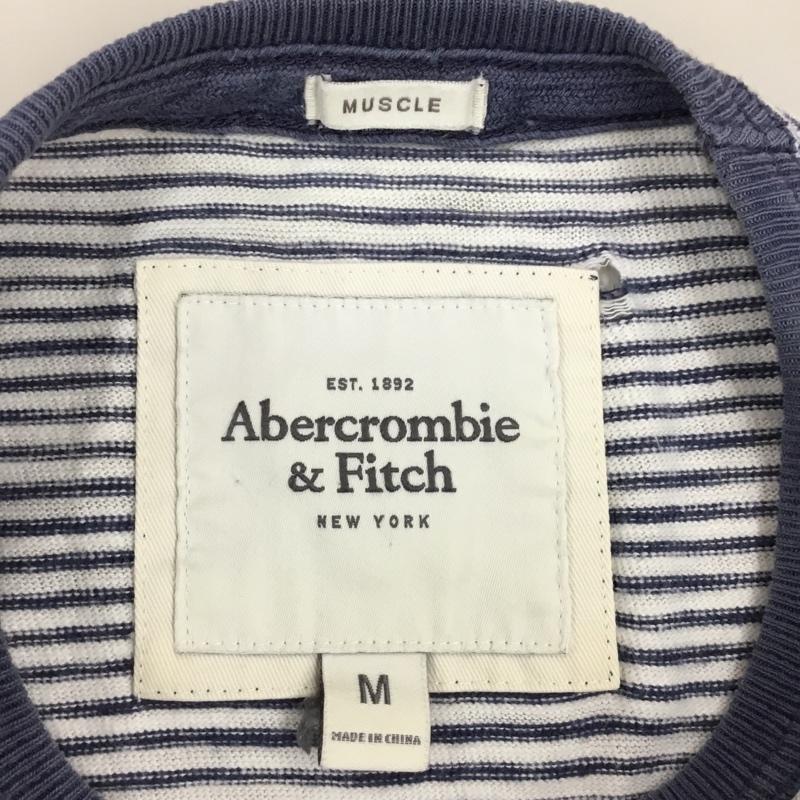 MUSCLE
EST. 1892
Abercrombie
& Fitch
NEW YORK
M
MADE IN CHINA